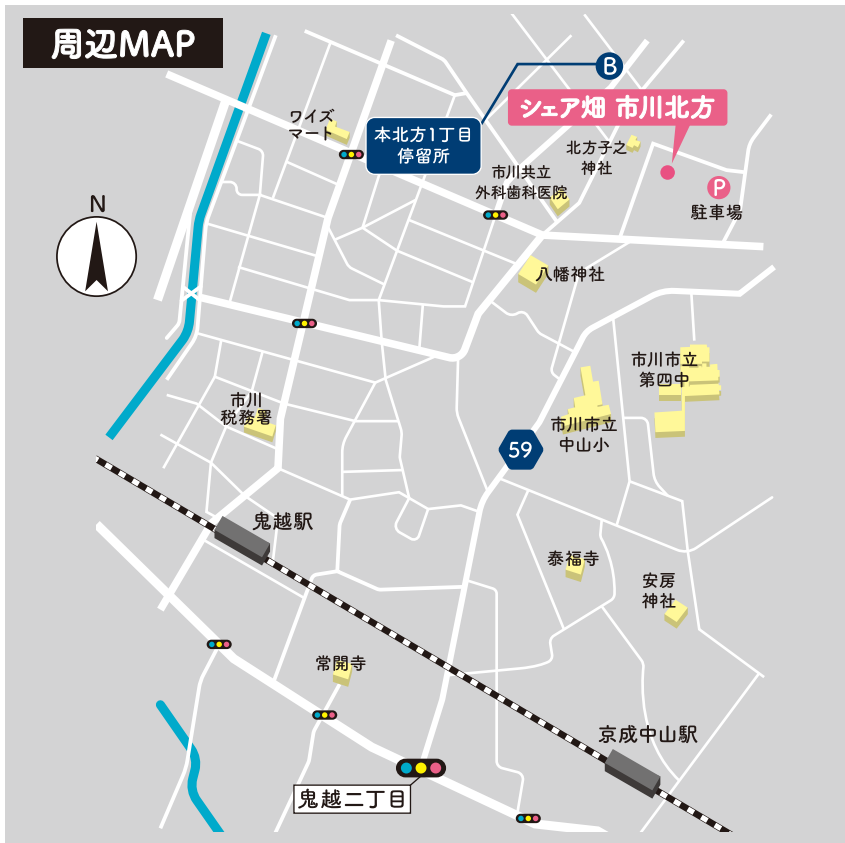 周辺MAP
B
シェア畑 市川北方
ワイズ
マート
本北方1丁目
停留所
北方子之
神社
市川共立
外科歯科医院
P
駐車場
N
八幡神社
市川市立
第四中
市川
税務署
市川市立
中山小
59
鬼越駅
泰福寺
安房
神社
常開寺
京成中山駅
鬼越二丁目